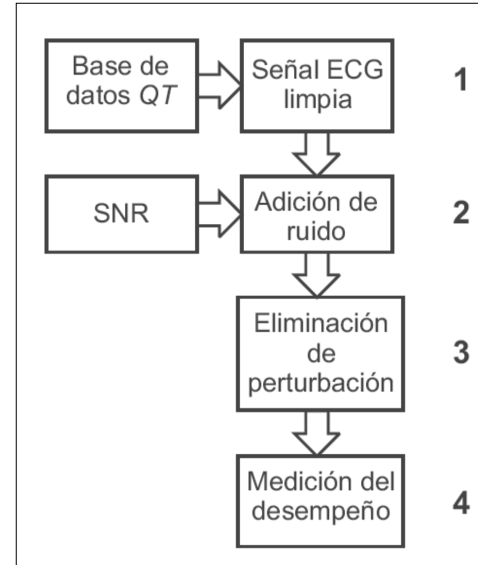 Base de
datos QT
Señal ECG
limpia
1
SNR
Adición de
ruido
2
Eliminación
de
perturbación
3
Medición del
desempeño
4